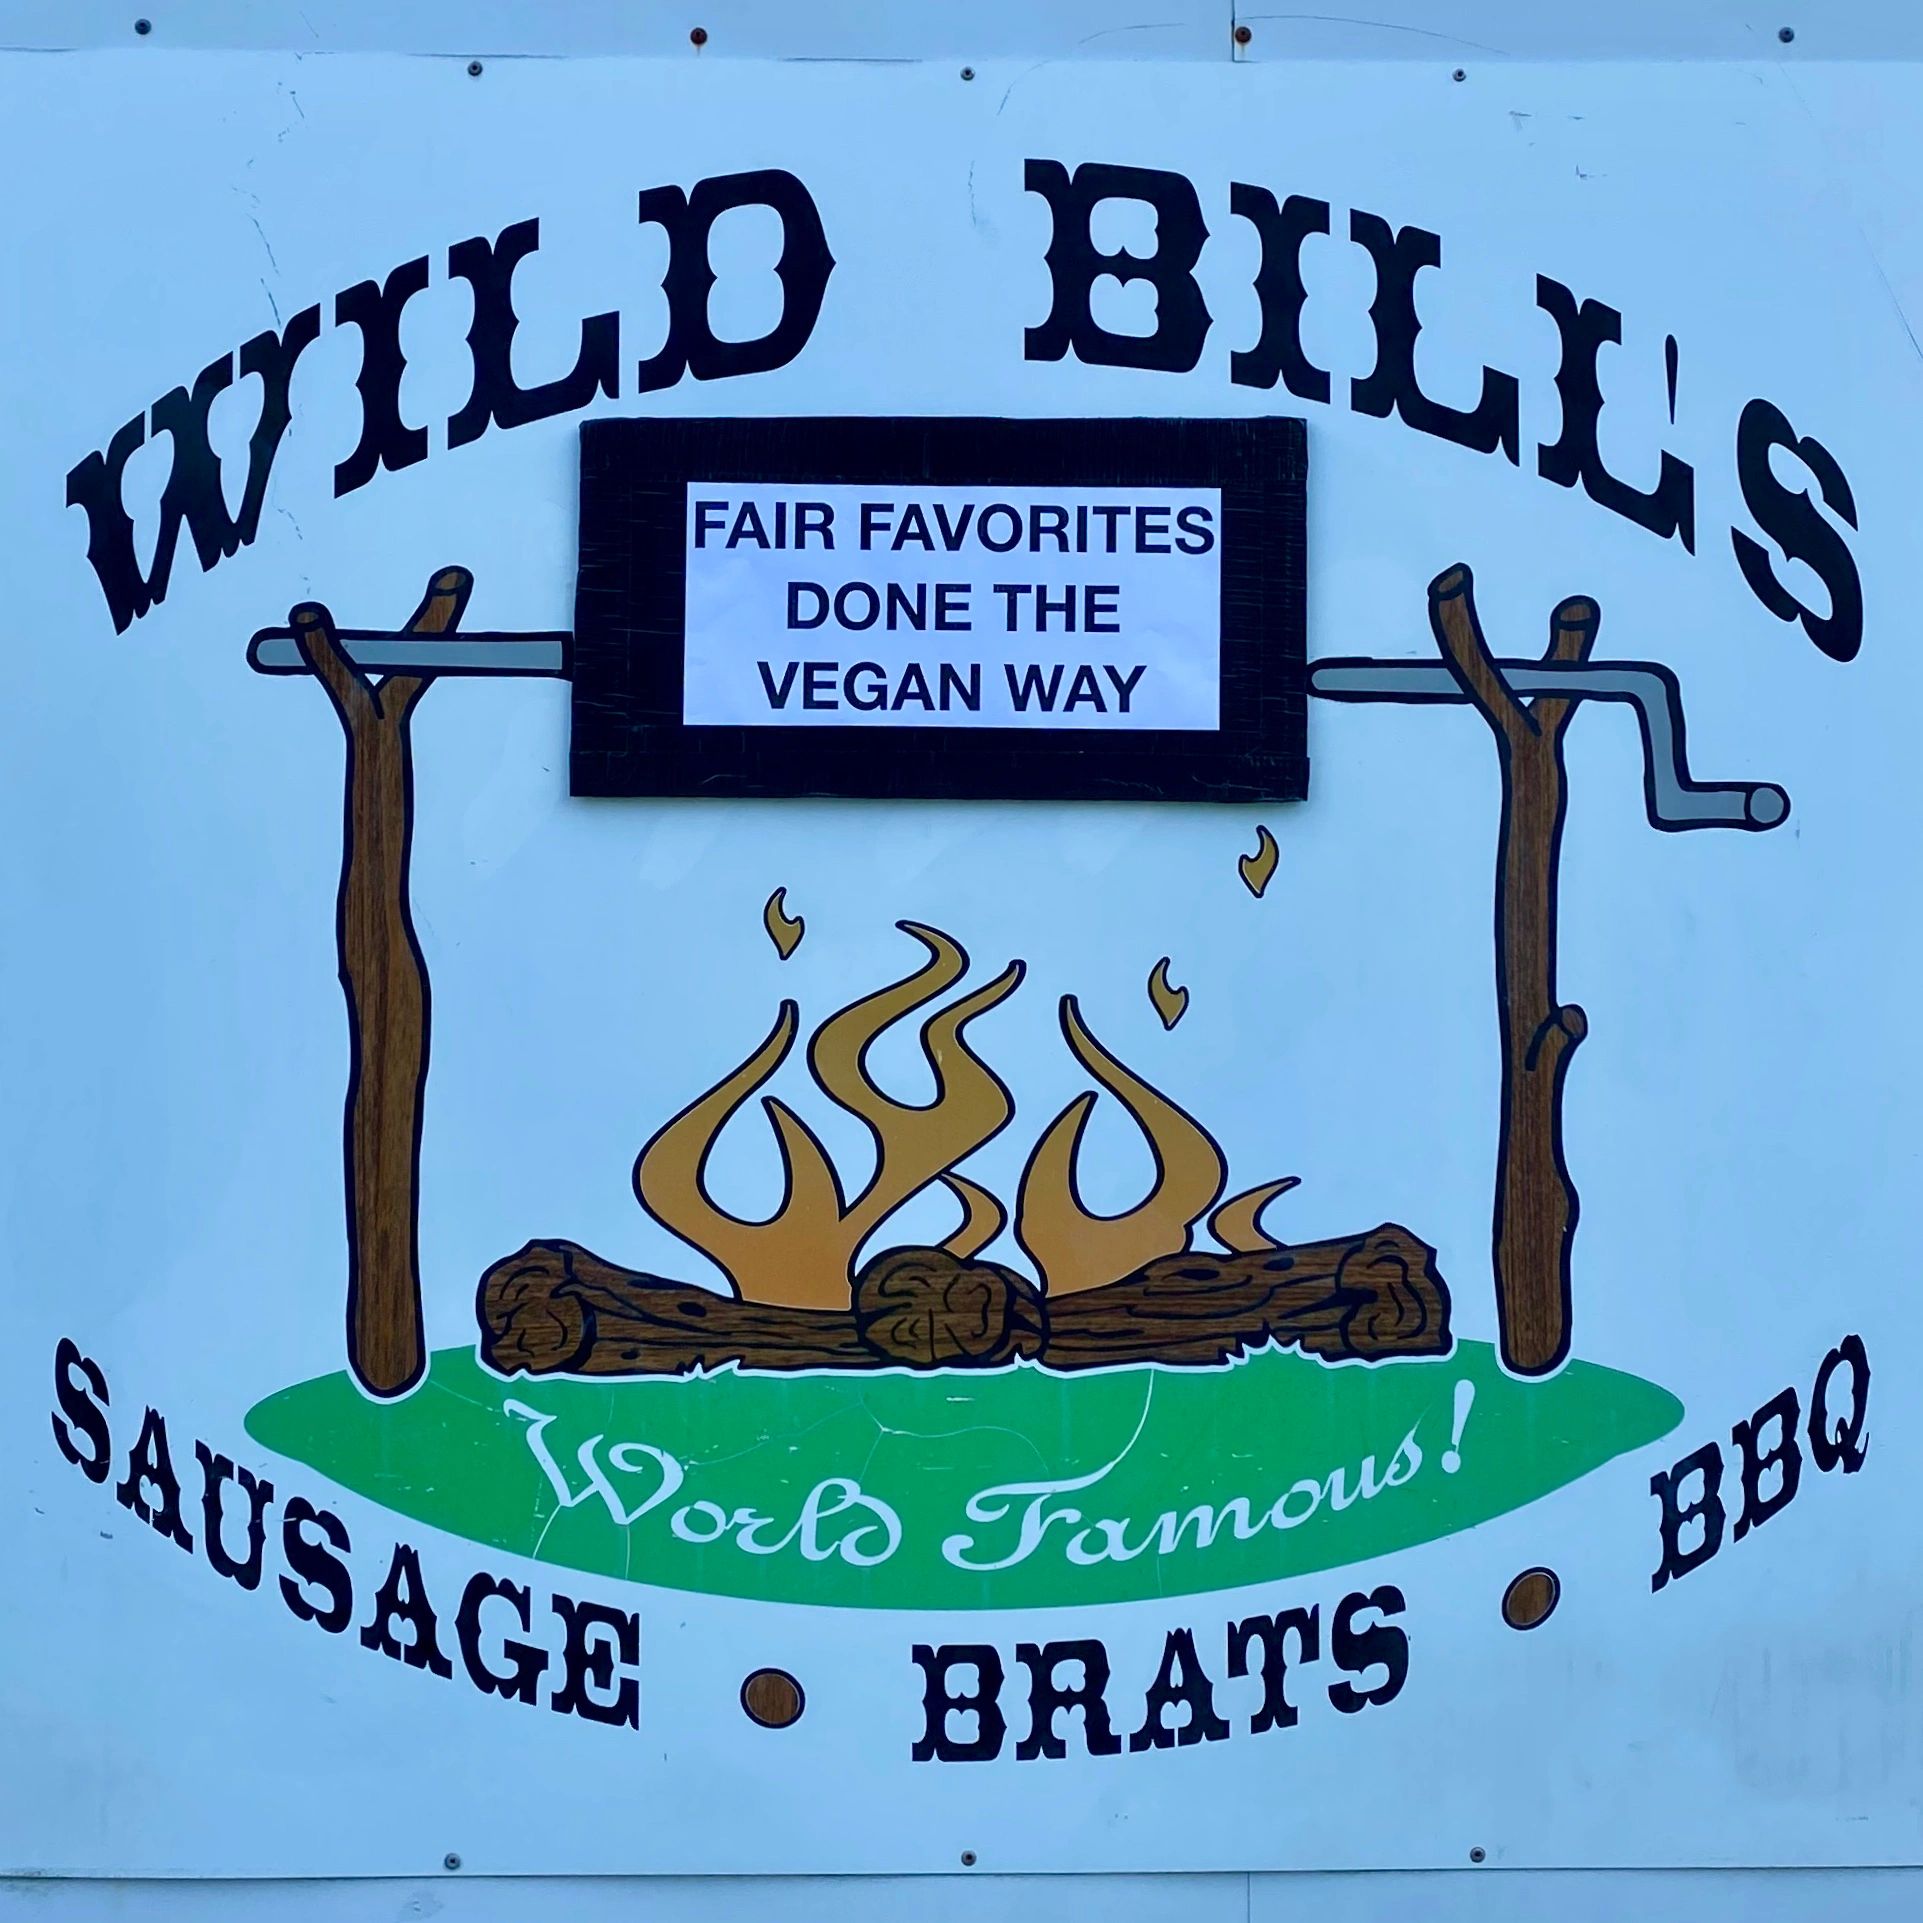 WILD BILL'S
FAIR FAVORITES
DONE THE
VEGAN WAY
World Famous!
SAUSAGE • BRATS • BBQ